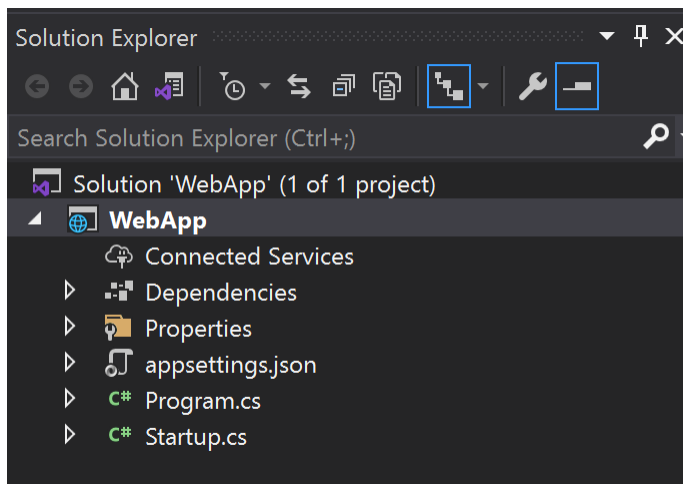 Solution Explorer
Search Solution Explorer (Ctrl+;)
Solution 'WebApp' (1 of 1 project)
WebApp
Connected Services
Dependencies
Properties
appsettings.json
C# Program.cs
C# Startup.cs